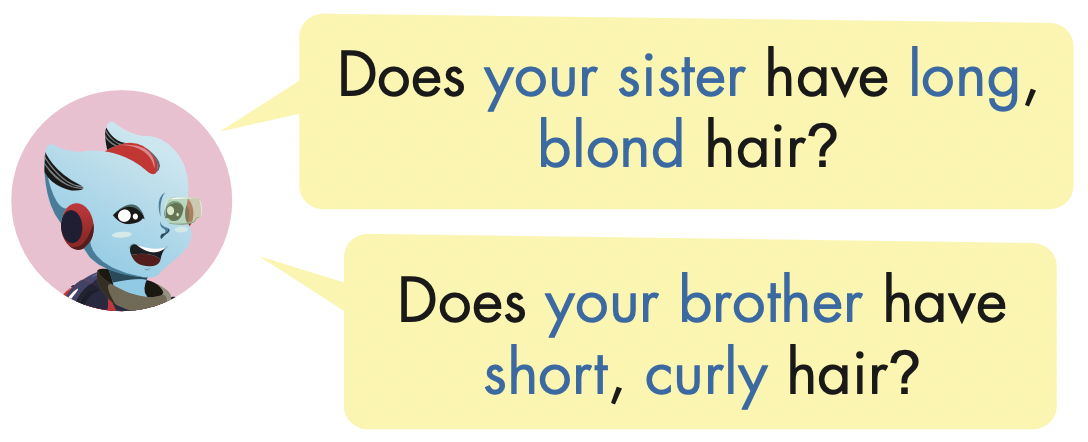 Does your sister have long,
blond hair?
Does your brother have
short, curly hair?